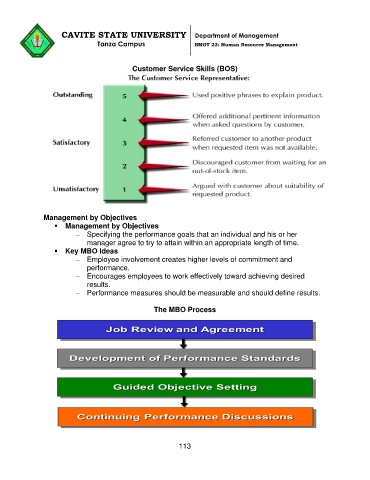 CAVITE STATE UNIVERSITY
Tanza Campus
Department of Management
BMGT 23: Human Resource Management
Customer Service Skills (BOS)
The Customer Service Representative:
Outstanding 5 Used positive phrases to explain product.
4 Offered additional pertinent information
when asked questions by customer.
Satisfactory 3 Referred customer to another product
when requested item was not available.
2 Discouraged customer from waiting for an
out-of-stock item.
Unsatisfactory 1 Argued with customer about suitability of
requested product.
Management by Objectives
▪ Management by Objectives
– Specifying the performance goals that an individual and his or her
manager agree to try to attain within an appropriate length of time.
▪ Key MBO Ideas
– Employee involvement creates higher levels of commitment and
performance.
– Encourages employees to work effectively toward achieving desired
results.
– Performance measures should be measurable and should define results.
The MBO Process
Job Review and Agreement
Development of Performance Standards
Guided Objective Setting
Continuing Performance Discussions
113